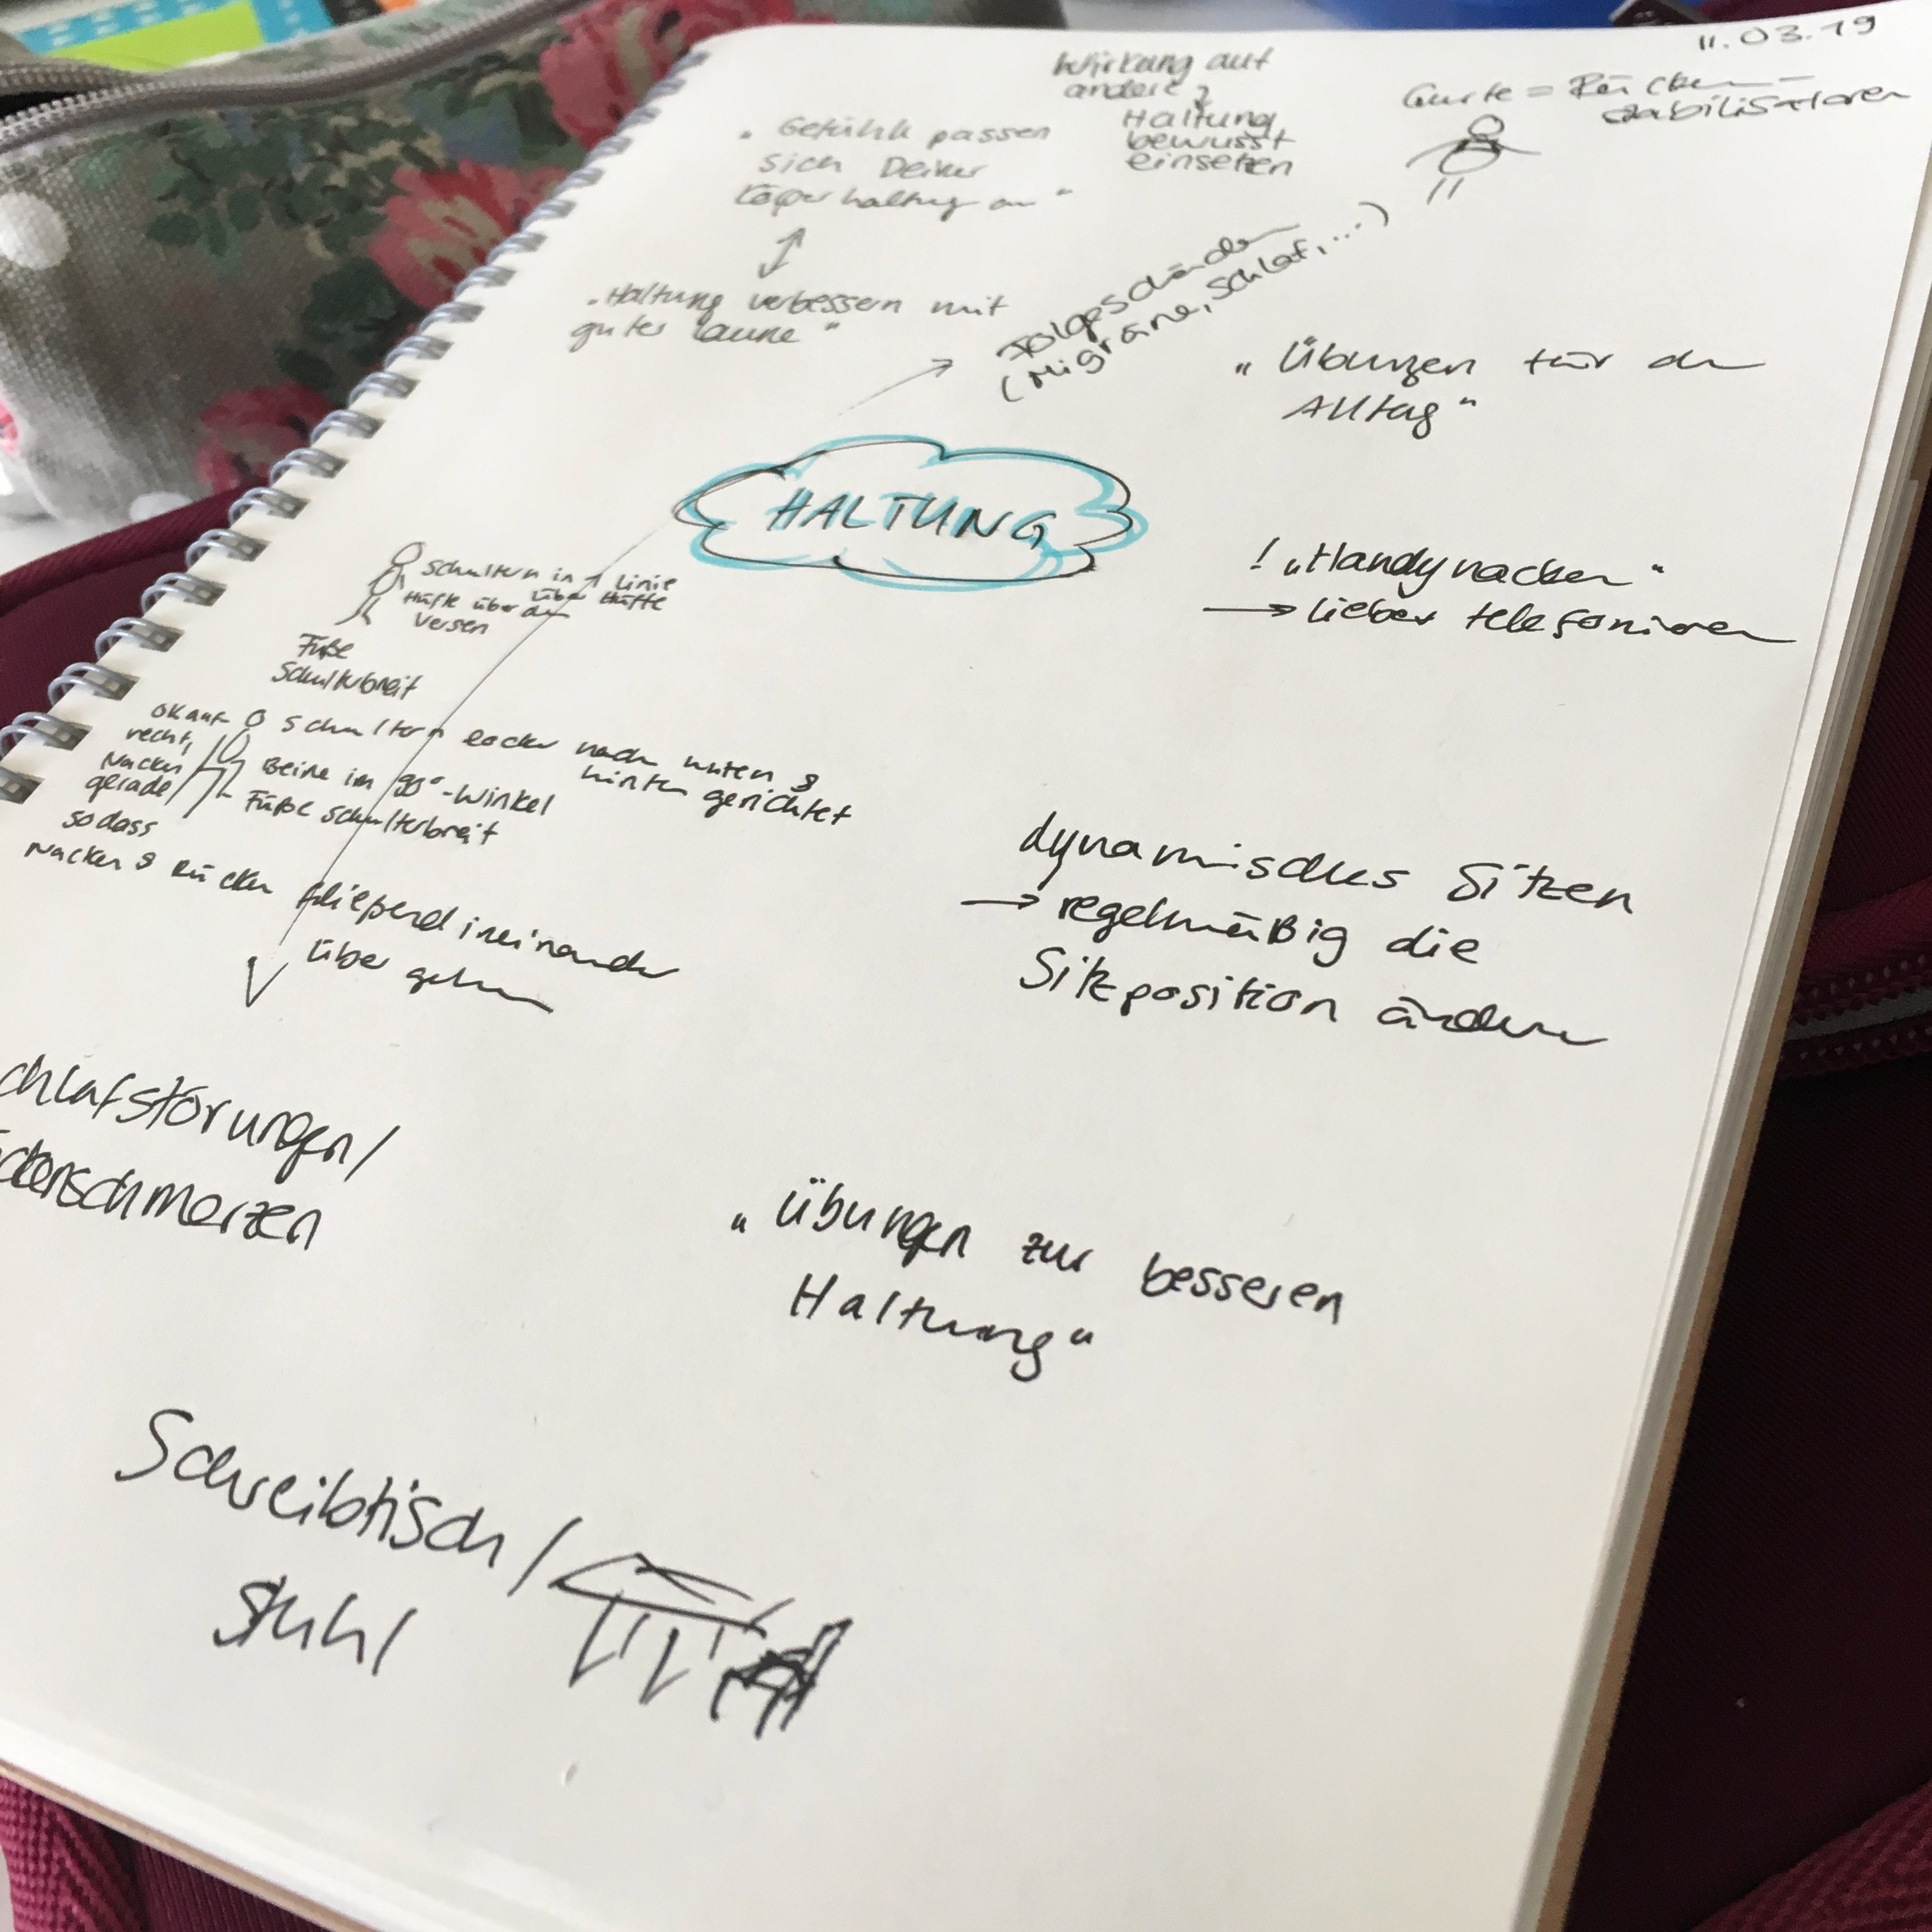 11.03.19
Wirkung auf
andere &
Haltung
bewusst
einsetzen
Gurte = Rücken-
stabilisatoren
„Gefühle passen
sich Deiner
Körperhaltung an"
„Haltung verbessern mit
guter Laune"
Folgeschäden
(Migräne, Schlaf, ...)
„Übungen für den
Alltag"
HALTUNG
! „Handynacken"
→ lieber telefonieren
Schultern in 1 Linie
über Hüfte
Hüfte über den
Versen
Füße
Schulterbreit
aufrecht,
Nacken
gerade
sodass
Nacken & Rücken fließend ineinander
über gehen
Schultern locker nach unten &
hinten gerichtet
Beine im 90°-Winkel
Füße schulterbreit
dynamisches Sitzen
→ regelmäßig die
Sitzposition ändern
chlafstörungen/
ckenschmerzen
„Übungen zur besseren
Haltung"
Schreibtisch/
Stuhl